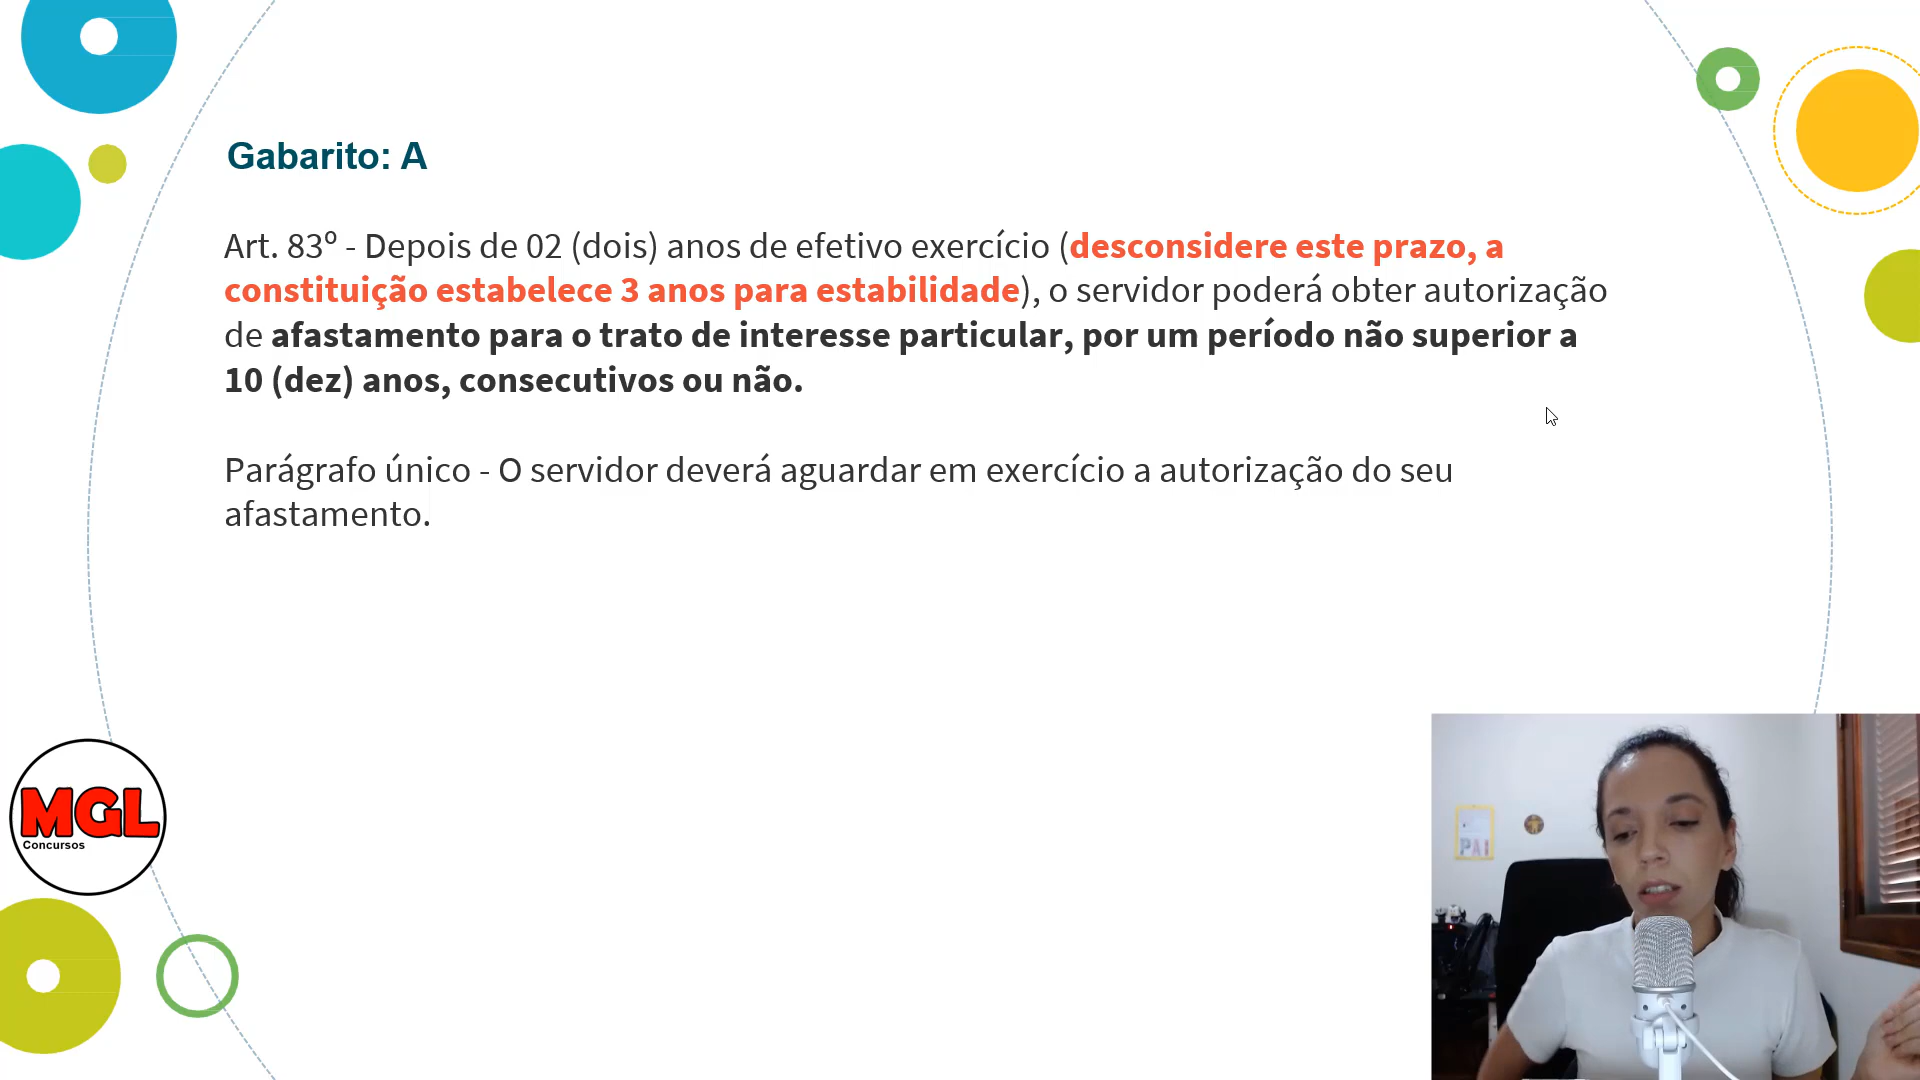 Gabarito: A
Art. 83º - Depois de 02 (dois) anos de efetivo exercício (desconsidere este prazo, a
constituição estabelece 3 anos para estabilidade), o servidor poderá obter autorização
de afastamento para o trato de interesse particular, por um período não superior a
10 (dez) anos, consecutivos ou não.
Parágrafo único - O servidor deverá aguardar em exercício a autorização do seu
afastamento.
MGL
Concursos
PAI